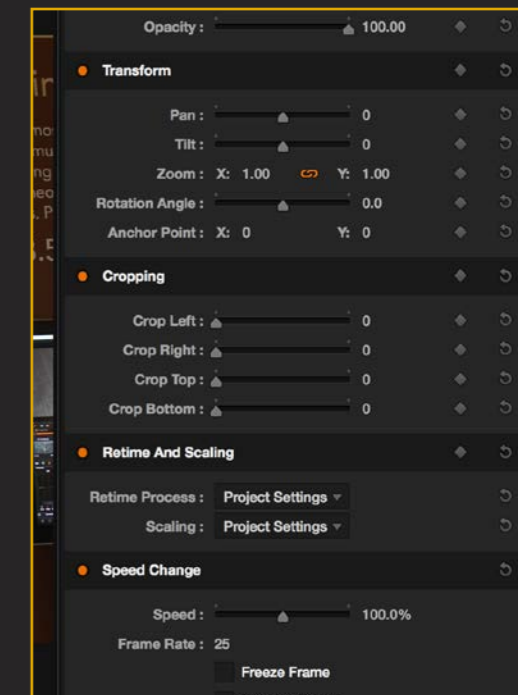 Opacity : 100.00
Transform
Pan : 0
Tilt : 0
Zoom : X: 1.00 Y: 1.00
Rotation Angle : 0.0
Anchor Point : X: 0 Y: 0
Cropping
Crop Left : 0
Crop Right : 0
Crop Top : 0
Crop Bottom : 0
Retime And Scaling
Retime Process : Project Settings
Scaling : Project Settings
Speed Change
Speed : 100.0%
Frame Rate : 25
Freeze Frame